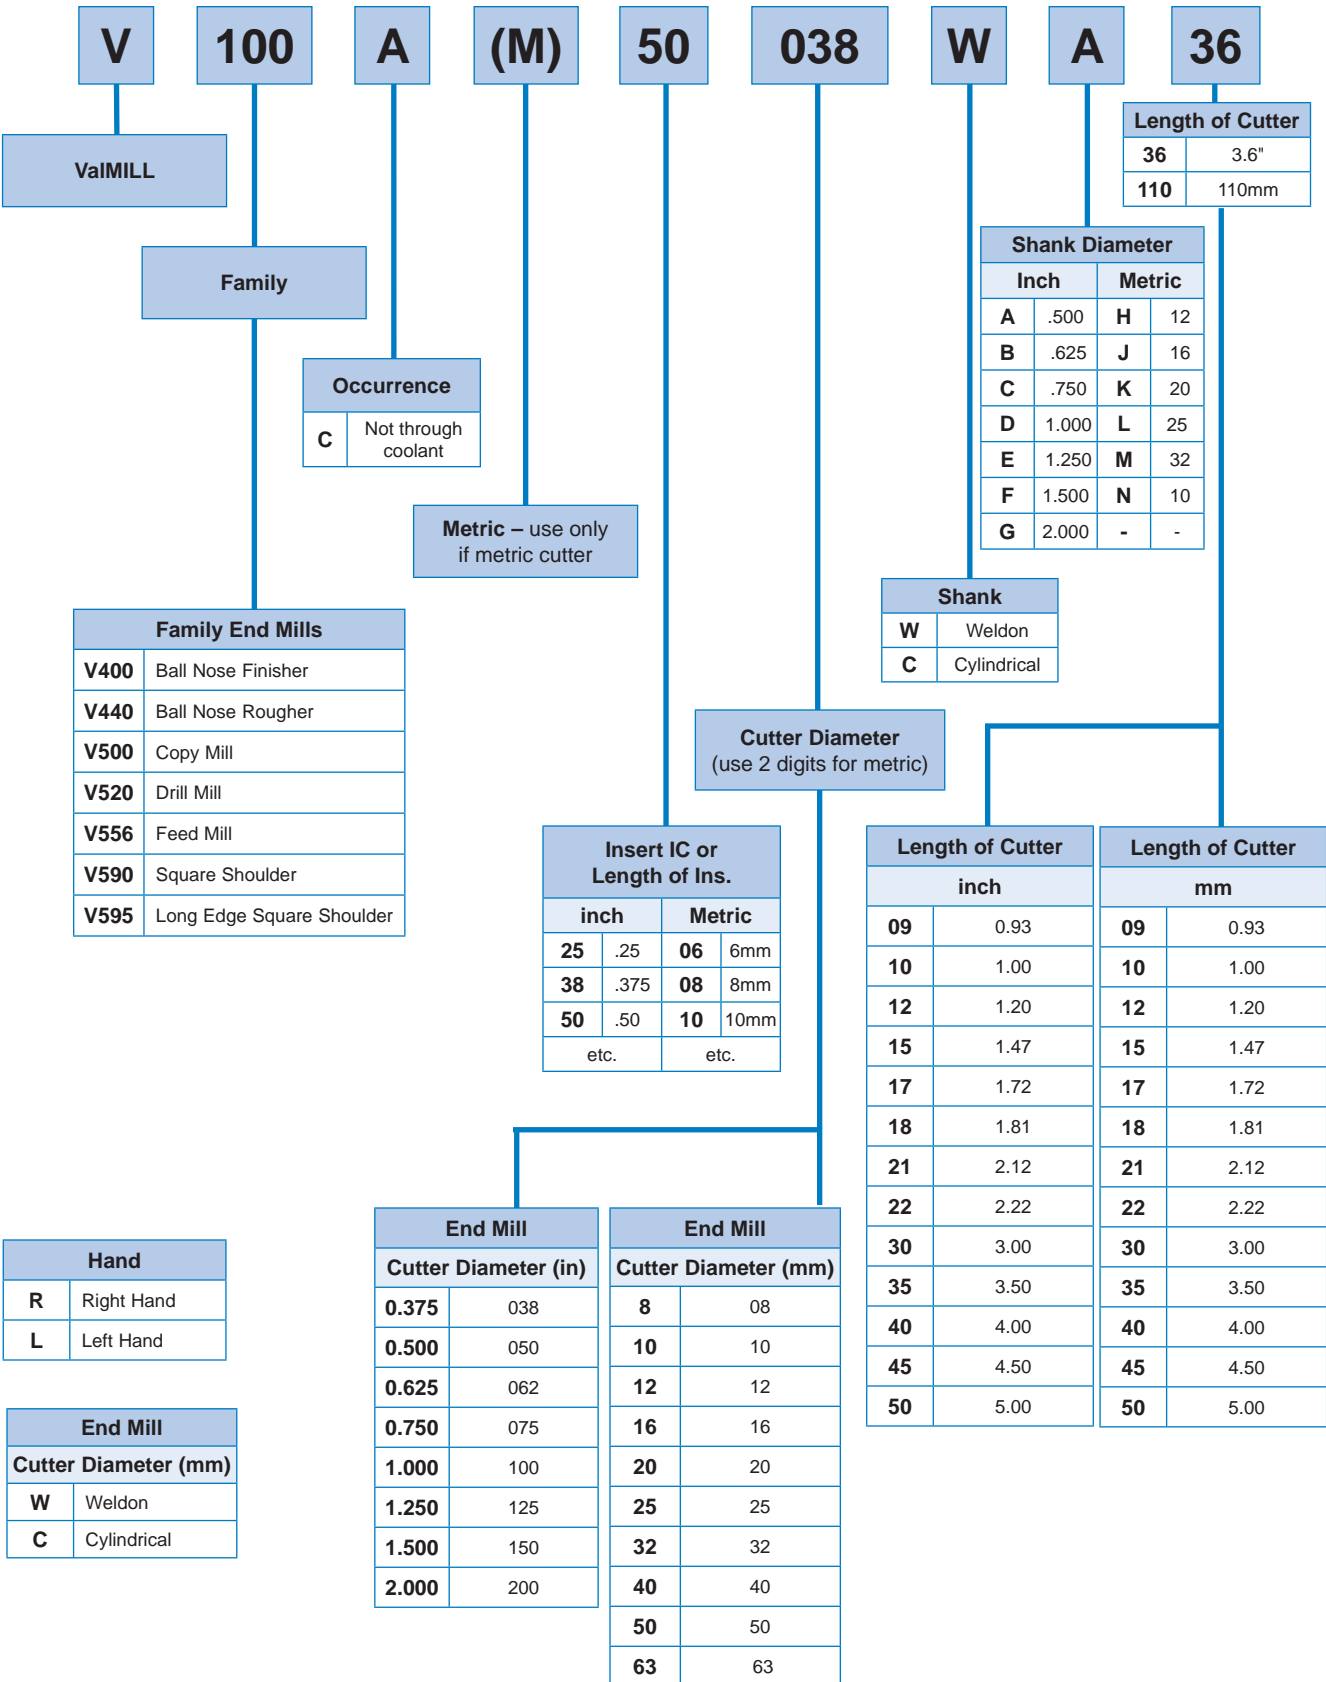 V 100 A (M) 50 038 W A 36
ValMILL
Family
Family End Mills
V400 Ball Nose Finisher
V440 Ball Nose Rougher
V500 Copy Mill
V520 Drill Mill
V556 Feed Mill
V590 Square Shoulder
V595 Long Edge Square Shoulder
Occurrence
C Not through
coolant
Metric – use only
if metric cutter
Insert IC or
Length of Ins.
inch Metric
25 .25 06 6mm
38 .375 08 8mm
50 .50 10 10mm
etc. etc.
Cutter Diameter
(use 2 digits for metric)
End Mill
Cutter Diameter (in)
0.375 038
0.500 050
0.625 062
0.750 075
1.000 100
1.250 125
1.500 150
2.000 200
End Mill
Cutter Diameter (mm)
8 08
10 10
12 12
16 16
20 20
25 25
32 32
40 40
50 50
63 63
Shank
W Weldon
C Cylindrical
Shank Diameter
Inch Metric
A .500 H 12
B .625 J 16
C .750 K 20
D 1.000 L 25
E 1.250 M 32
F 1.500 N 10
G 2.000 - -
Length of Cutter
36 3.6"
110 110mm
Length of Cutter
inch
09 0.93
10 1.00
12 1.20
15 1.47
17 1.72
18 1.81
21 2.12
22 2.22
30 3.00
35 3.50
40 4.00
45 4.50
50 5.00
Length of Cutter
mm
09 0.93
10 1.00
12 1.20
15 1.47
17 1.72
18 1.81
21 2.12
22 2.22
30 3.00
35 3.50
40 4.00
45 4.50
50 5.00
Hand
R Right Hand
L Left Hand
End Mill
Cutter Diameter (mm)
W Weldon
C Cylindrical